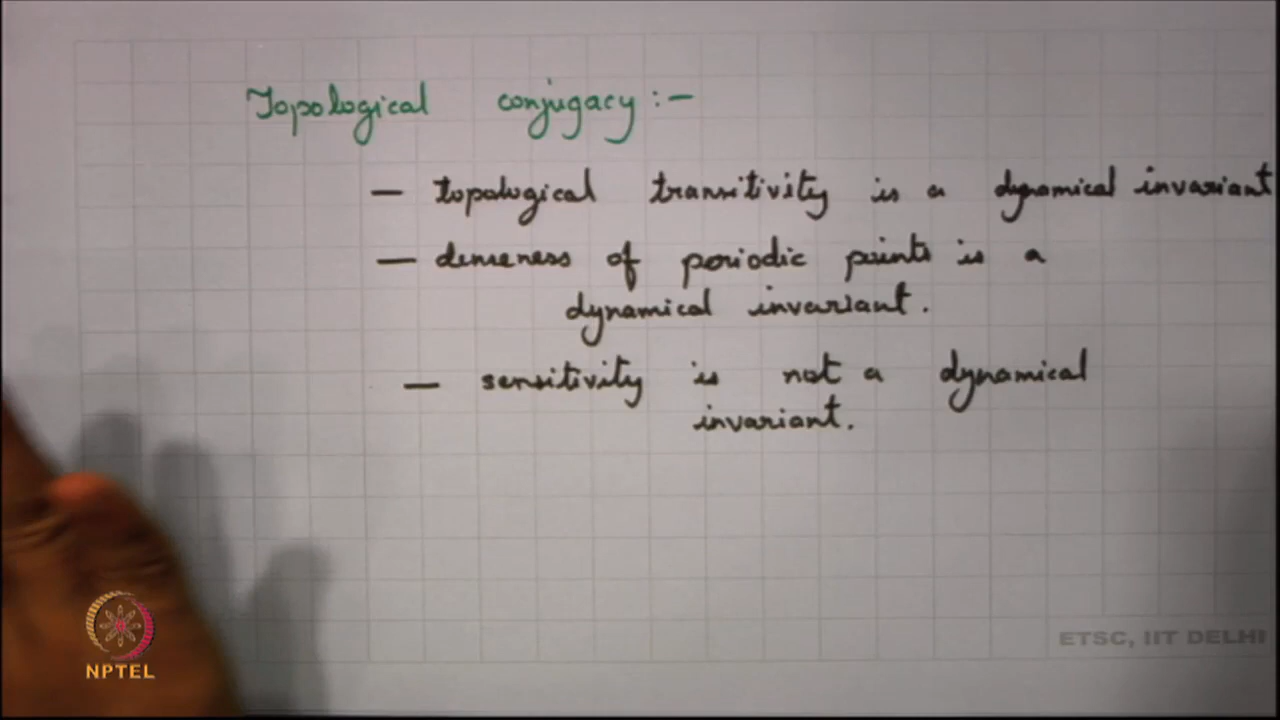 Topological conjugacy :-
— topological transitivity is a dynamical invariant
— denseness of periodic points is a
dynamical invariant.
— sensitivity is not a dynamical
invariant.
NPTEL
ETSC, IIT DELHI